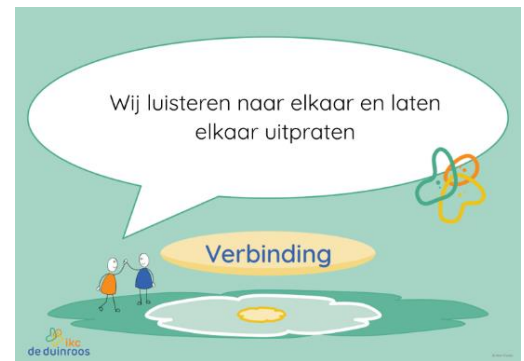 Wij luisteren naar elkaar en laten
elkaar uitpraten
Verbinding
ikc
de duinroos